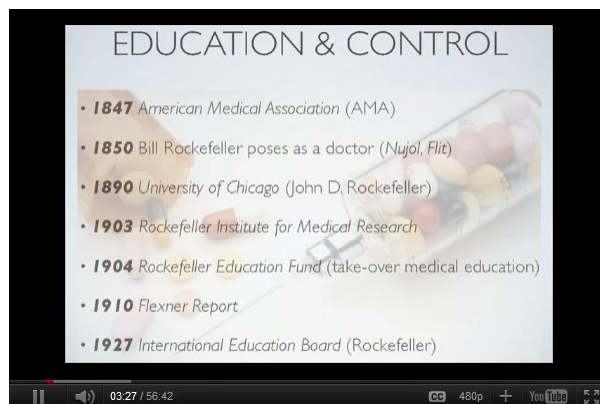 EDUCATION & CONTROL
• 1847 American Medical Association (AMA)
• 1850 Bill Rockefeller poses as a doctor (Nujol, Flit)
• 1890 University of Chicago (John D. Rockefeller)
• 1903 Rockefeller Institute for Medical Research
• 1904 Rockefeller Education Fund (take-over medical education)
• 1910 Flexner Report
• 1927 International Education Board (Rockefeller)
03:27 / 56:42 CC 480p YouTube